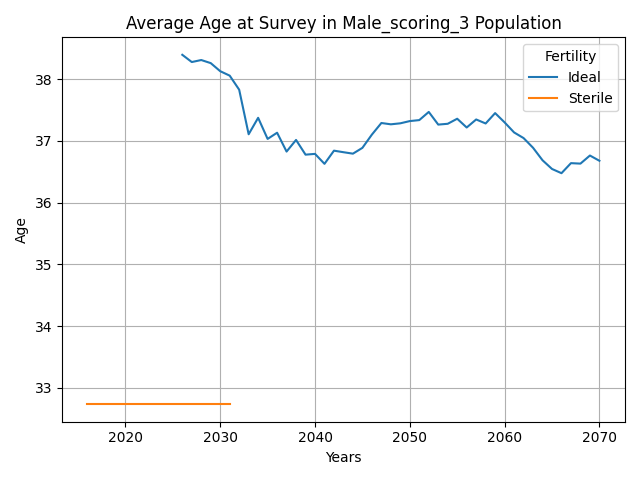 Average Age at Survey in Male_scoring_3 Population
Fertility
Ideal
Sterile
Age
38
37
36
35
34
33
2020 2030 2040 2050 2060 2070
Years